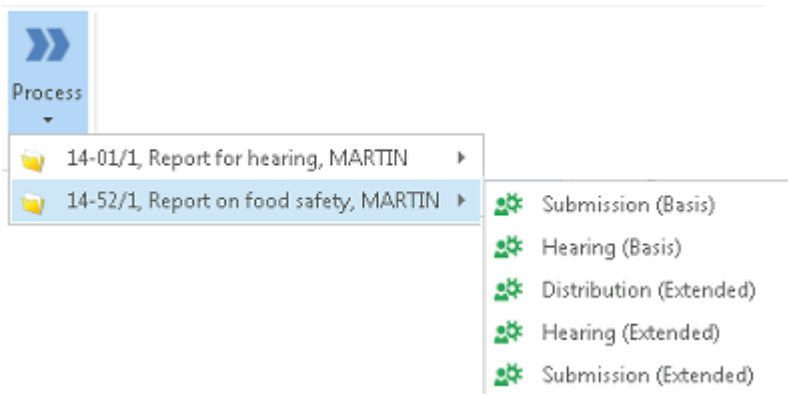 Process
14-01/1, Report for hearing, MARTIN
14-52/1, Report on food safety, MARTIN
Submission (Basis)
Hearing (Basis)
Distribution (Extended)
Hearing (Extended)
Submission (Extended)